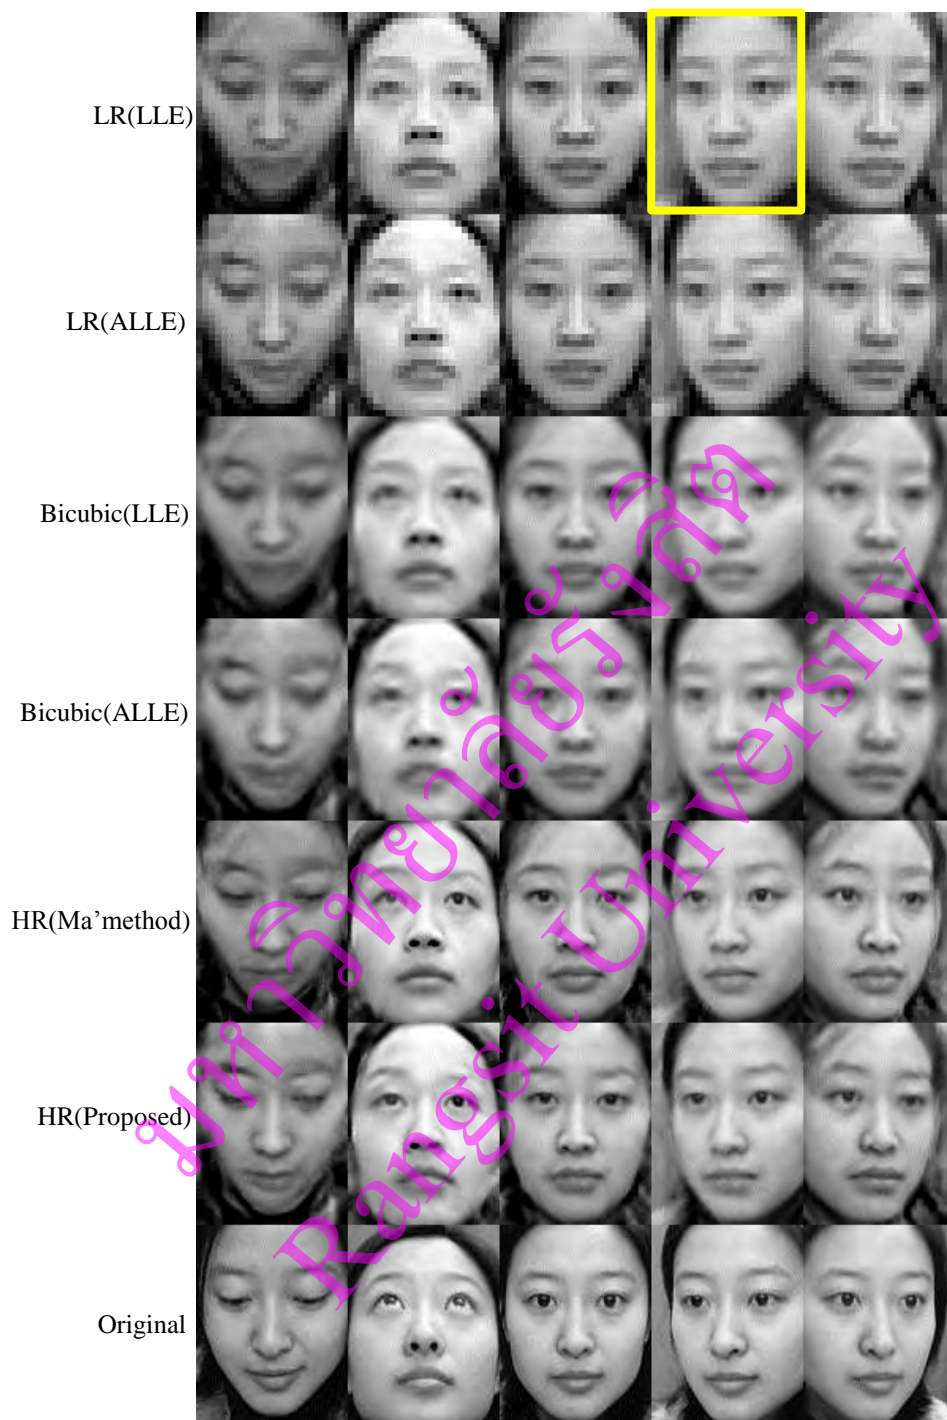 LR(LLE)
LR(ALLE)
Bicubic(LLE)
Bicubic(ALLE)
HR(Ma'method)
HR(Proposed)
Original
มหาวิทยาลัยรังสิต
Rangsit University